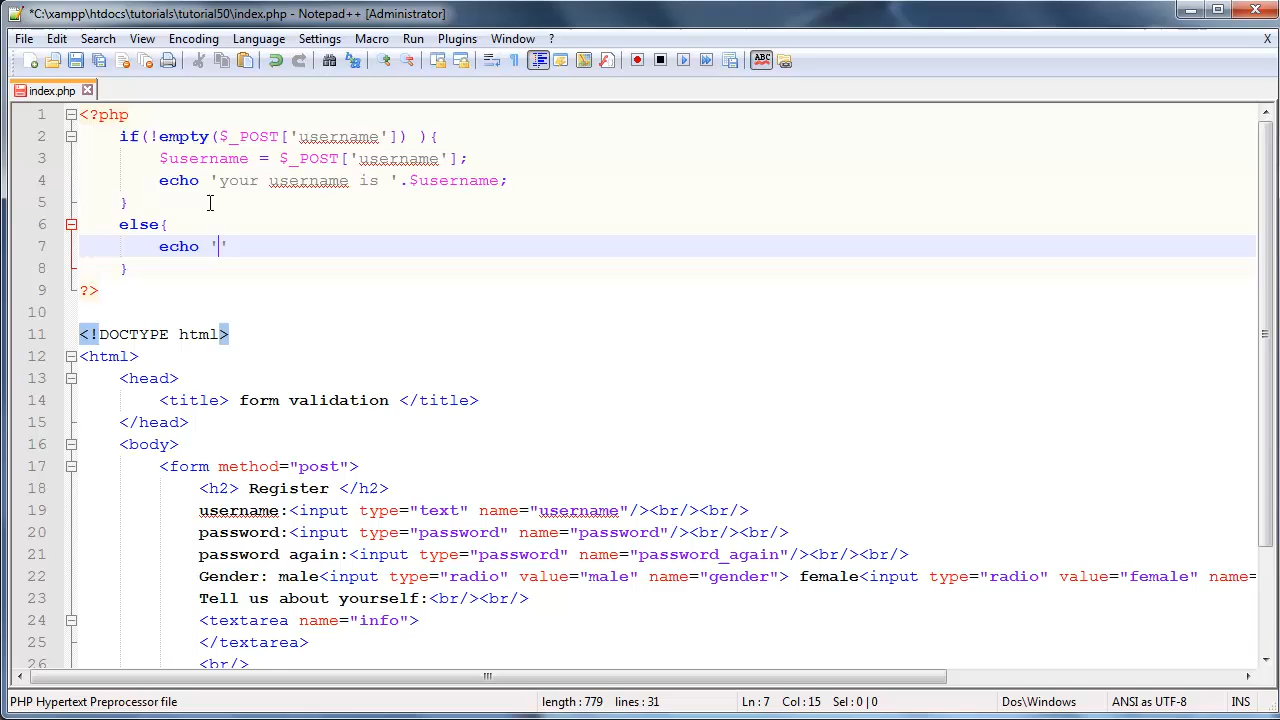 *C:\xampp\htdocs\tutorials\tutorial50\index.php - Notepad++ [Administrator]
File Edit Search View Encoding Language Settings Macro Run Plugins Window ? X
ABC
index.php
1 <?php
2 if(!empty($_POST['username']) ){
3 $username = $_POST['username'];
4 echo 'your username is '.$username;
5 }
6 else{
7 echo ''
8 }
9 ?>
10
11 <!DOCTYPE html>
12 <html>
13 <head>
14 <title> form validation </title>
15 </head>
16 <body>
17 <form method="post">
18 <h2> Register </h2>
19 username:<input type="text" name="username"/><br/><br/>
20 password:<input type="password" name="password"/><br/><br/>
21 password again:<input type="password" name="password_again"/><br/><br/>
22 Gender: male<input type="radio" value="male" name="gender"> female<input type="radio" value="female" name=
23 Tell us about yourself:<br/><br/>
24 <textarea name="info">
25 </textarea>
26 <br/>
PHP Hypertext Preprocessor file length : 779 lines : 31 Ln : 7 Col : 15 Sel : 0 | 0 Dos\Windows ANSI as UTF-8 INS